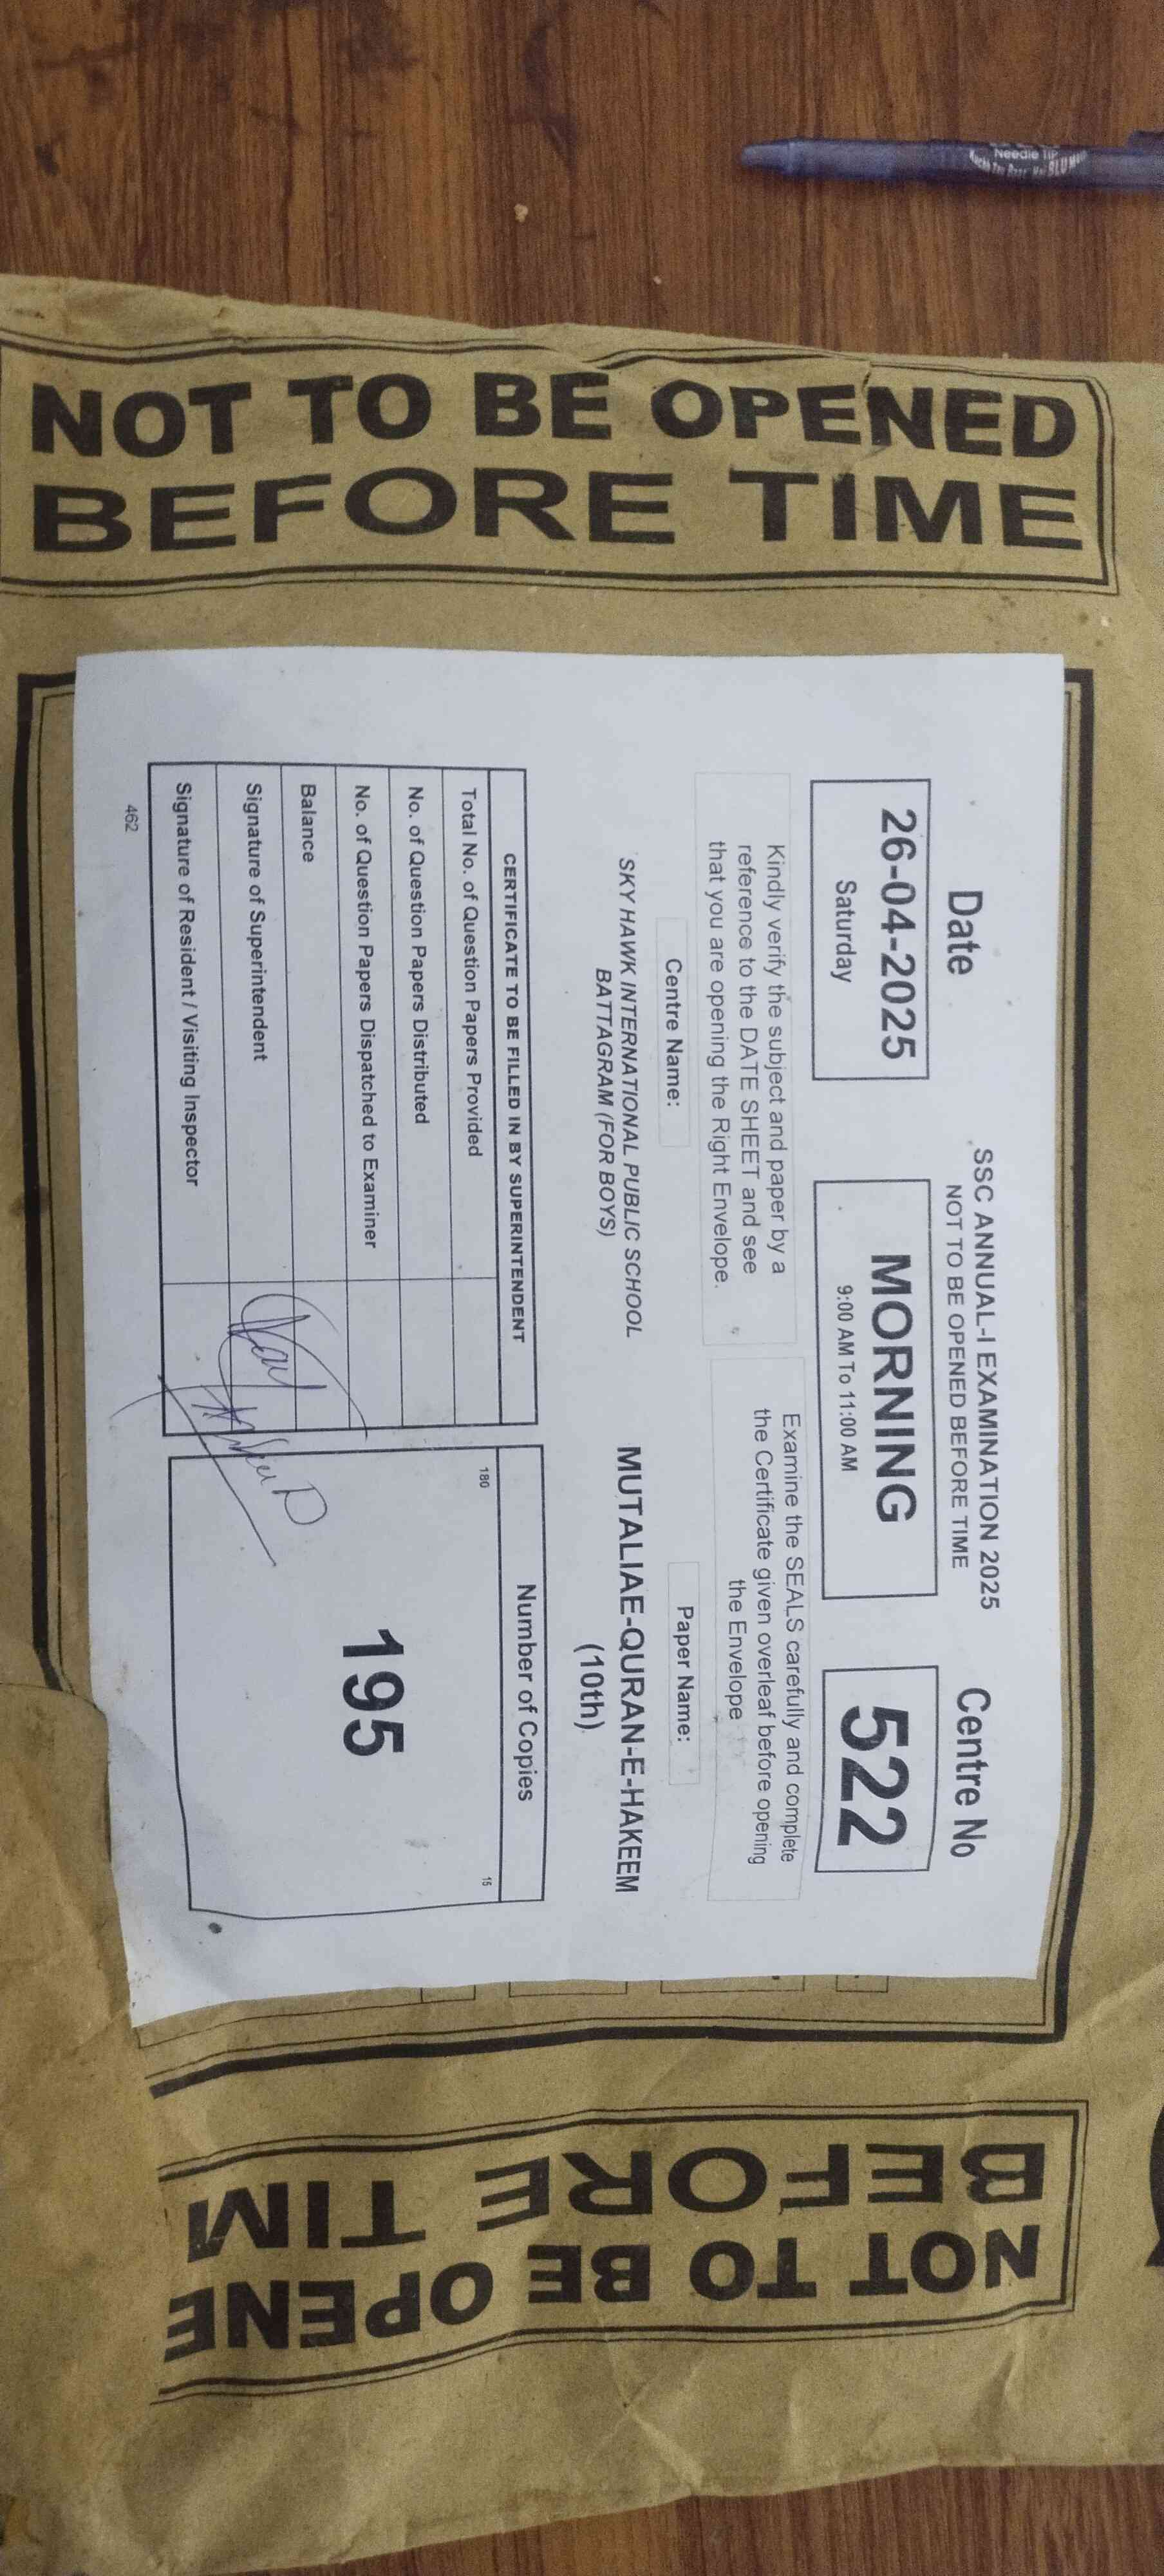 Needle TIP
NOT TO BE OPENED
BEFORE TIME
SSC ANNUAL-I EXAMINATION 2025
NOT TO BE OPENED BEFORE TIME
Date
Centre No
26-04-2025
Saturday
MORNING
9:00 AM To 11:00 AM
522
Kindly verify the subject and paper by a
reference to the DATE SHEET and see
that you are opening the Right Envelope.
Examine the SEALS carefully and complete
the Certificate given overleaf before opening
the Envelope
Centre Name:
Paper Name:
SKY HAWK INTERNATIONAL PUBLIC SCHOOL
BATTAGRAM (FOR BOYS)
MUTALIAE-QURAN-E-HAKEEM
(10th)
CERTIFICATE TO BE FILLED IN BY SUPERINTENDENT
Total No. of Question Papers Provided
No. of Question Papers Distributed
No. of Question Papers Dispatched to Examiner
Balance
Signature of Superintendent
Signature of Resident / Visiting Inspector
Number of Copies
180
15
195
462
NOT TO BE OPENE
BEFORE TIM